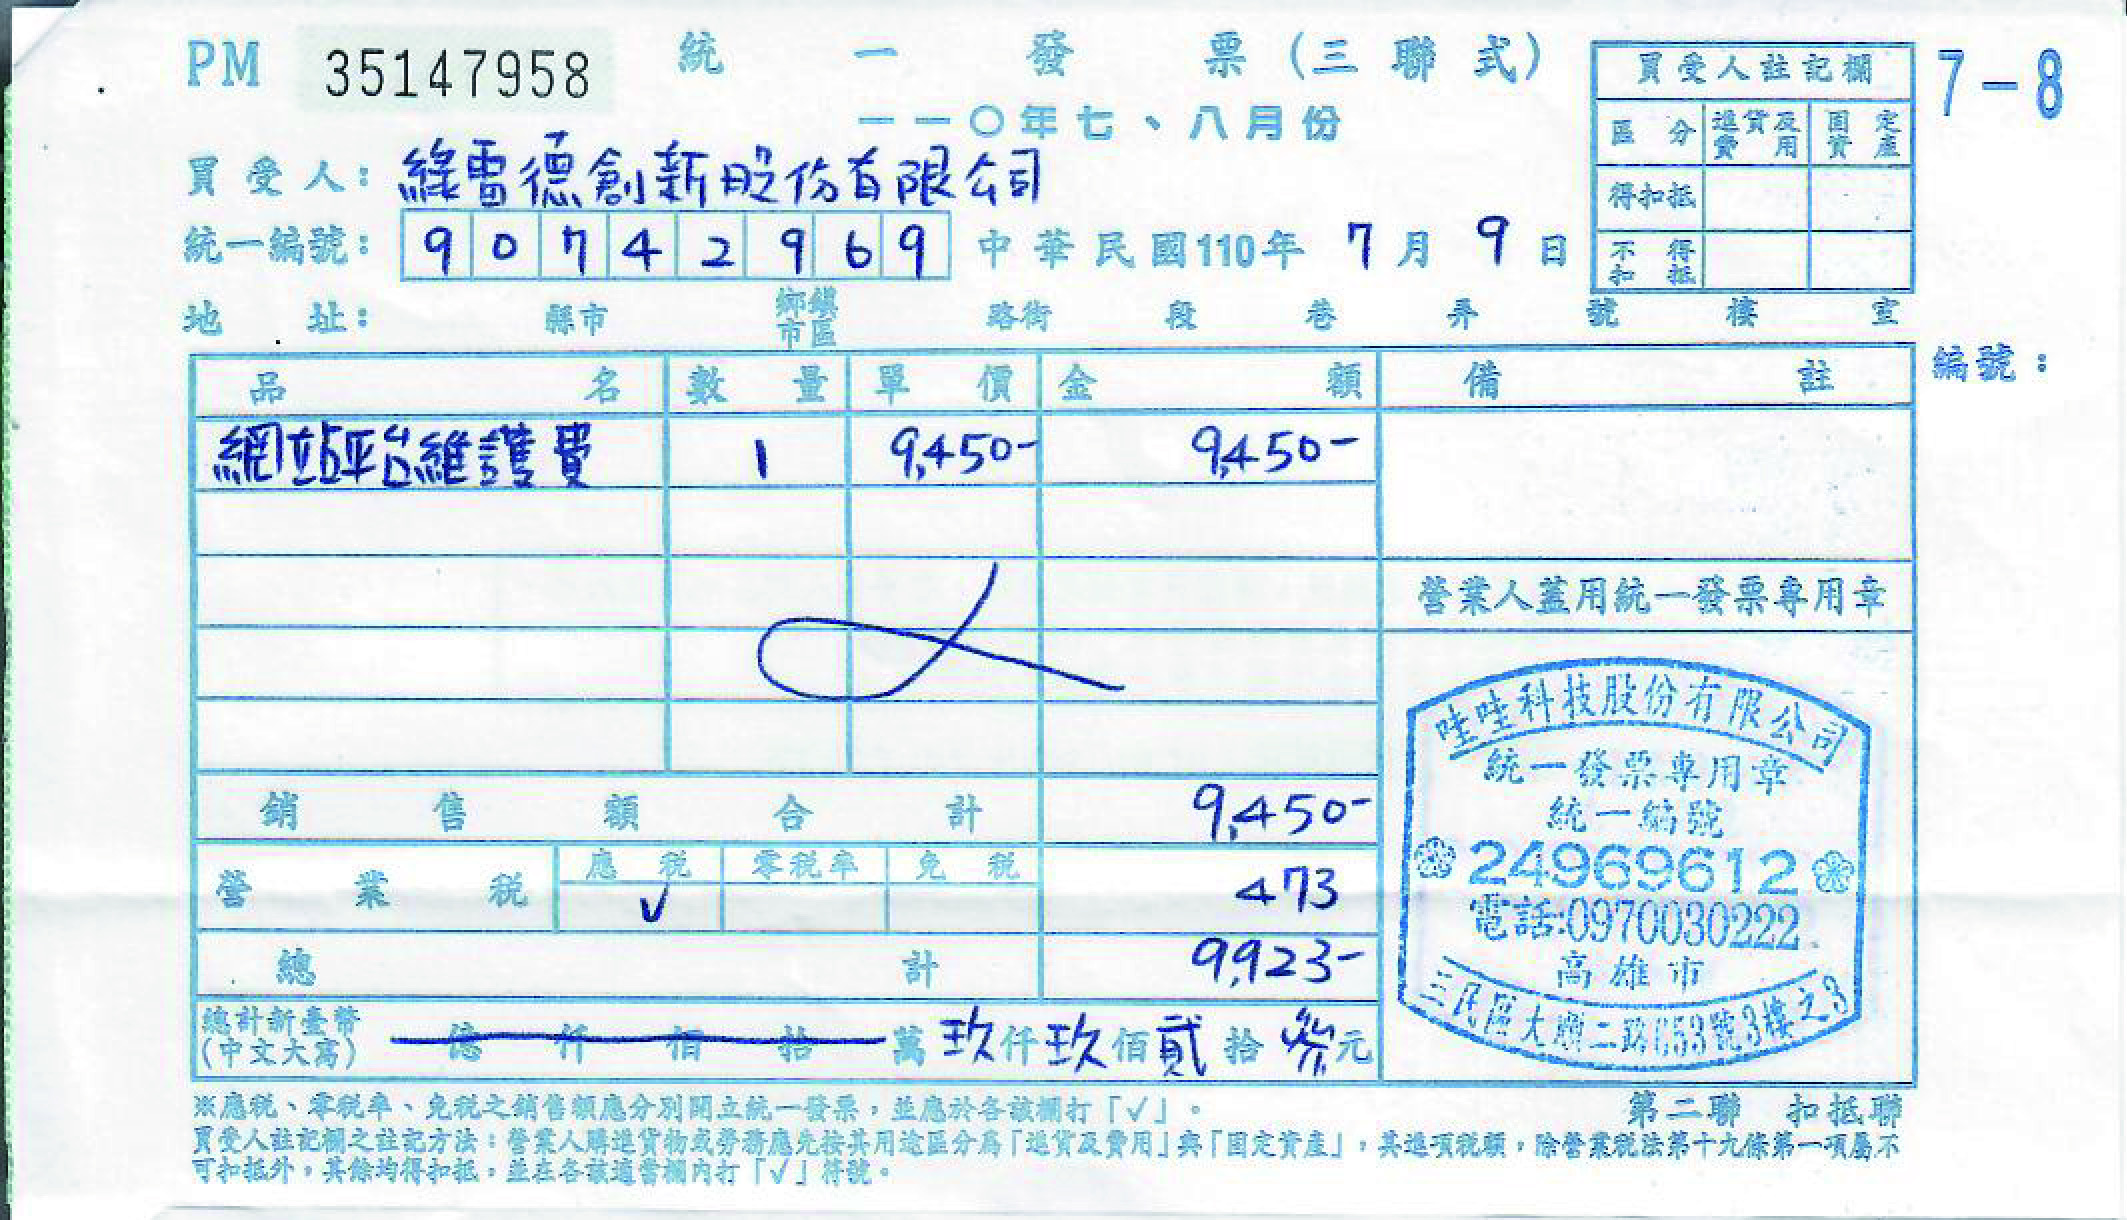 PM 35147958 統一發票(三聯式)
一一〇年七、八月份
7-8
買受人註記欄
區分 進貨及費用 固定資產
得扣抵
不得扣抵
買受人: 綠雷德創新股份有限公司
統一編號: 90742969 中華民國110年7月9日
地址: 縣市 鄉鎮市區 路街 段 巷 弄 號 樓 室
編號:
品名 數量 單價 金額 備註
網站平台維護費 1 9,450- 9,450-
營業人蓋用統一發票專用章
銷售額合計 9,450-
營業稅 應稅 零稅率 免稅 473
✓
總計 9,923-
總計新臺幣(中文大寫) 億仟佰拾萬玖仟玖佰貳拾參元
哇哇科技股份有限公司
統一發票專用章
統一編號
24969612
電話:0970030222
高雄市
三民區大順二路653號3樓之3
※應稅、零稅率、免稅之銷售額應分別開立統一發票,並應於各該欄打「✓」。
第二聯 扣抵聯
買受人註記欄之註記方法:營業人購進貨物或勞務應先按其用途區分為「進貨及費用」與「固定資產」,其進項稅額,除營業稅法第十九條第一項屬不
可扣抵外,其餘均得扣抵,並在各該適當欄內打「✓」符號。